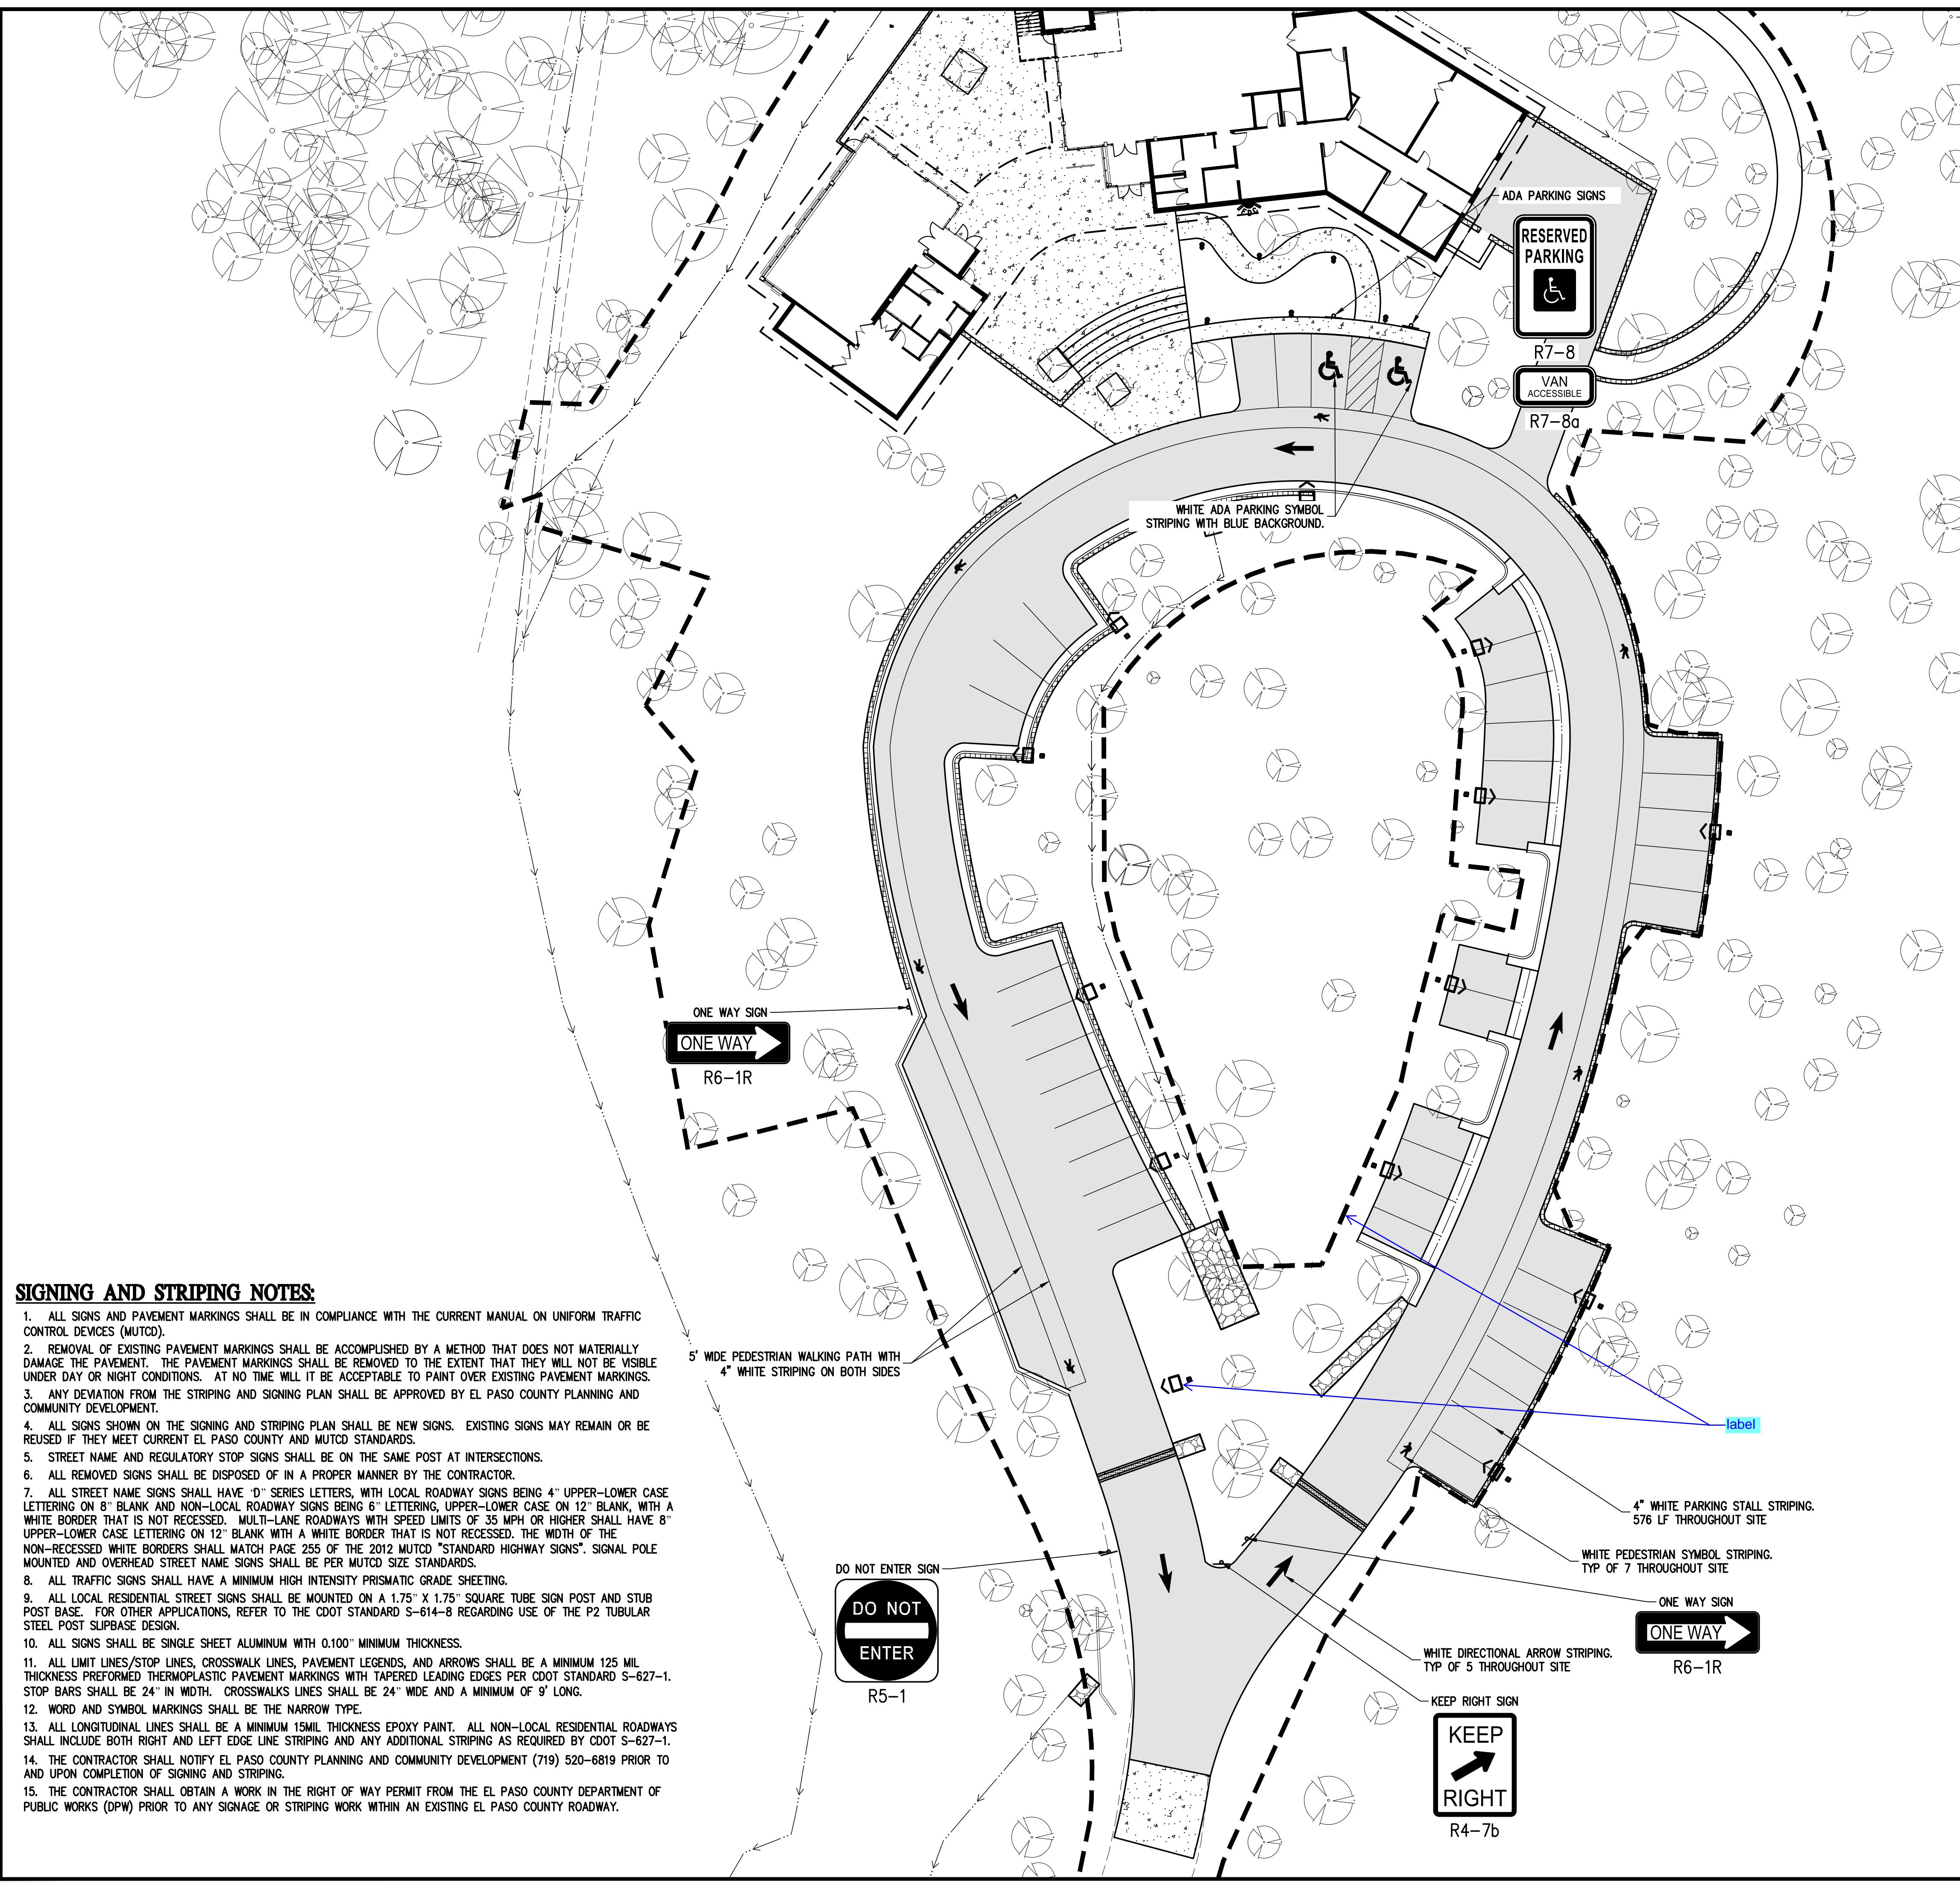 ADA PARKING SIGNS
RESERVED
PARKING
R7-8
VAN
ACCESSIBLE
R7-8a
WHITE ADA PARKING SYMBOL
STRIPING WITH BLUE BACKGROUND.
ONE WAY SIGN
ONE WAY
R6-1R
SIGNING AND STRIPING NOTES:
1. ALL SIGNS AND PAVEMENT MARKINGS SHALL BE IN COMPLIANCE WITH THE CURRENT MANUAL ON UNIFORM TRAFFIC
CONTROL DEVICES (MUTCD).
2. REMOVAL OF EXISTING PAVEMENT MARKINGS SHALL BE ACCOMPLISHED BY A METHOD THAT DOES NOT MATERIALLY
DAMAGE THE PAVEMENT. THE PAVEMENT MARKINGS SHALL BE REMOVED TO THE EXTENT THAT THEY WILL NOT BE VISIBLE
UNDER DAY OR NIGHT CONDITIONS. AT NO TIME WILL IT BE ACCEPTABLE TO PAINT OVER EXISTING PAVEMENT MARKINGS.
3. ANY DEVIATION FROM THE STRIPING AND SIGNING PLAN SHALL BE APPROVED BY EL PASO COUNTY PLANNING AND
COMMUNITY DEVELOPMENT.
4. ALL SIGNS SHOWN ON THE SIGNING AND STRIPING PLAN SHALL BE NEW SIGNS. EXISTING SIGNS MAY REMAIN OR BE
REUSED IF THEY MEET CURRENT EL PASO COUNTY AND MUTCD STANDARDS.
5. STREET NAME AND REGULATORY STOP SIGNS SHALL BE ON THE SAME POST AT INTERSECTIONS.
6. ALL REMOVED SIGNS SHALL BE DISPOSED OF IN A PROPER MANNER BY THE CONTRACTOR.
7. ALL STREET NAME SIGNS SHALL HAVE "D" SERIES LETTERS, WITH LOCAL ROADWAY SIGNS BEING 4" UPPER-LOWER CASE
LETTERING ON 8" BLANK AND NON-LOCAL ROADWAY SIGNS BEING 6" LETTERING, UPPER-LOWER CASE ON 12" BLANK, WITH A
WHITE BORDER THAT IS NOT RECESSED. MULTI-LANE ROADWAYS WITH SPEED LIMITS OF 35 MPH OR HIGHER SHALL HAVE 8"
UPPER-LOWER CASE LETTERING ON 12" BLANK WITH A WHITE BORDER THAT IS NOT RECESSED. THE WIDTH OF THE
NON-RECESSED WHITE BORDERS SHALL MATCH PAGE 255 OF THE 2012 MUTCD "STANDARD HIGHWAY SIGNS". SIGNAL POLE
MOUNTED AND OVERHEAD STREET NAME SIGNS SHALL BE PER MUTCD SIZE STANDARDS.
8. ALL TRAFFIC SIGNS SHALL HAVE A MINIMUM HIGH INTENSITY PRISMATIC GRADE SHEETING.
9. ALL LOCAL RESIDENTIAL STREET SIGNS SHALL BE MOUNTED ON A 1.75" X 1.75" SQUARE TUBE SIGN POST AND STUB
POST BASE. FOR OTHER APPLICATIONS, REFER TO THE CDOT STANDARD S-614-8 REGARDING USE OF THE P2 TUBULAR
STEEL POST SLIPBASE DESIGN.
10. ALL SIGNS SHALL BE SINGLE SHEET ALUMINUM WITH 0.100" MINIMUM THICKNESS.
11. ALL LIMIT LINES/STOP LINES, CROSSWALK LINES, PAVEMENT LEGENDS, AND ARROWS SHALL BE A MINIMUM 125 MIL
THICKNESS PREFORMED THERMOPLASTIC PAVEMENT MARKINGS WITH TAPERED LEADING EDGES PER CDOT STANDARD S-627-1.
STOP BARS SHALL BE 24" IN WIDTH. CROSSWALKS LINES SHALL BE 24" WIDE AND A MINIMUM OF 9' LONG.
12. WORD AND SYMBOL MARKINGS SHALL BE THE NARROW TYPE.
13. ALL LONGITUDINAL LINES SHALL BE A MINIMUM 15MIL THICKNESS EPOXY PAINT. ALL NON-LOCAL RESIDENTIAL ROADWAYS
SHALL INCLUDE BOTH RIGHT AND LEFT EDGE LINE STRIPING AND ANY ADDITIONAL STRIPING AS REQUIRED BY CDOT S-627-1.
14. THE CONTRACTOR SHALL NOTIFY EL PASO COUNTY PLANNING AND COMMUNITY DEVELOPMENT (719) 520-6819 PRIOR TO
AND UPON COMPLETION OF SIGNING AND STRIPING.
15. THE CONTRACTOR SHALL OBTAIN A WORK IN THE RIGHT OF WAY PERMIT FROM THE EL PASO COUNTY DEPARTMENT OF
PUBLIC WORKS (DPW) PRIOR TO ANY SIGNAGE OR STRIPING WORK WITHIN AN EXISTING EL PASO COUNTY ROADWAY.
5' WIDE PEDESTRIAN WALKING PATH WITH
4" WHITE STRIPING ON BOTH SIDES
label
4" WHITE PARKING STALL STRIPING.
576 LF THROUGHOUT SITE
WHITE PEDESTRIAN SYMBOL STRIPING.
TYP OF 7 THROUGHOUT SITE
DO NOT ENTER SIGN
DO NOT
ENTER
R5-1
ONE WAY SIGN
ONE WAY
R6-1R
WHITE DIRECTIONAL ARROW STRIPING.
TYP OF 5 THROUGHOUT SITE
KEEP RIGHT SIGN
KEEP
RIGHT
R4-7b